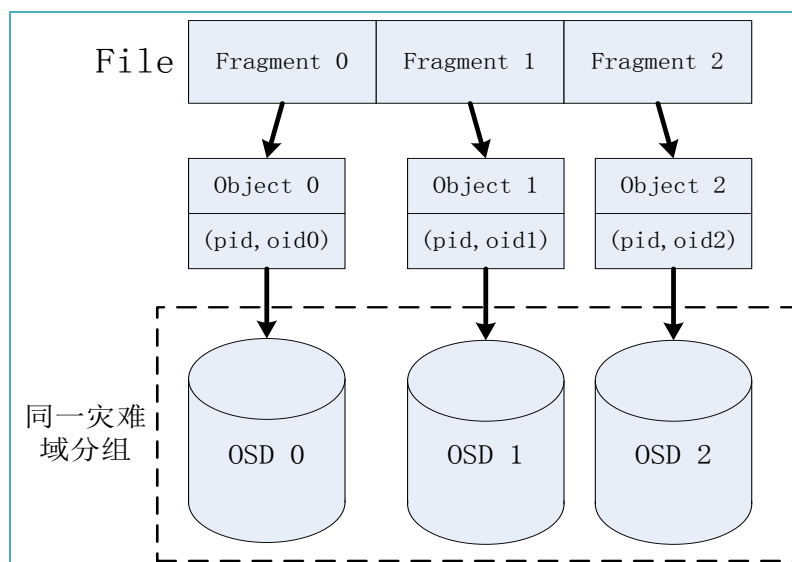 File
Fragment 0
Fragment 1
Fragment 2
Object 0
Object 1
Object 2
(pid,oid0)
(pid,oid1)
(pid,oid2)
同一灾难
域分组
OSD 0
OSD 1
OSD 2